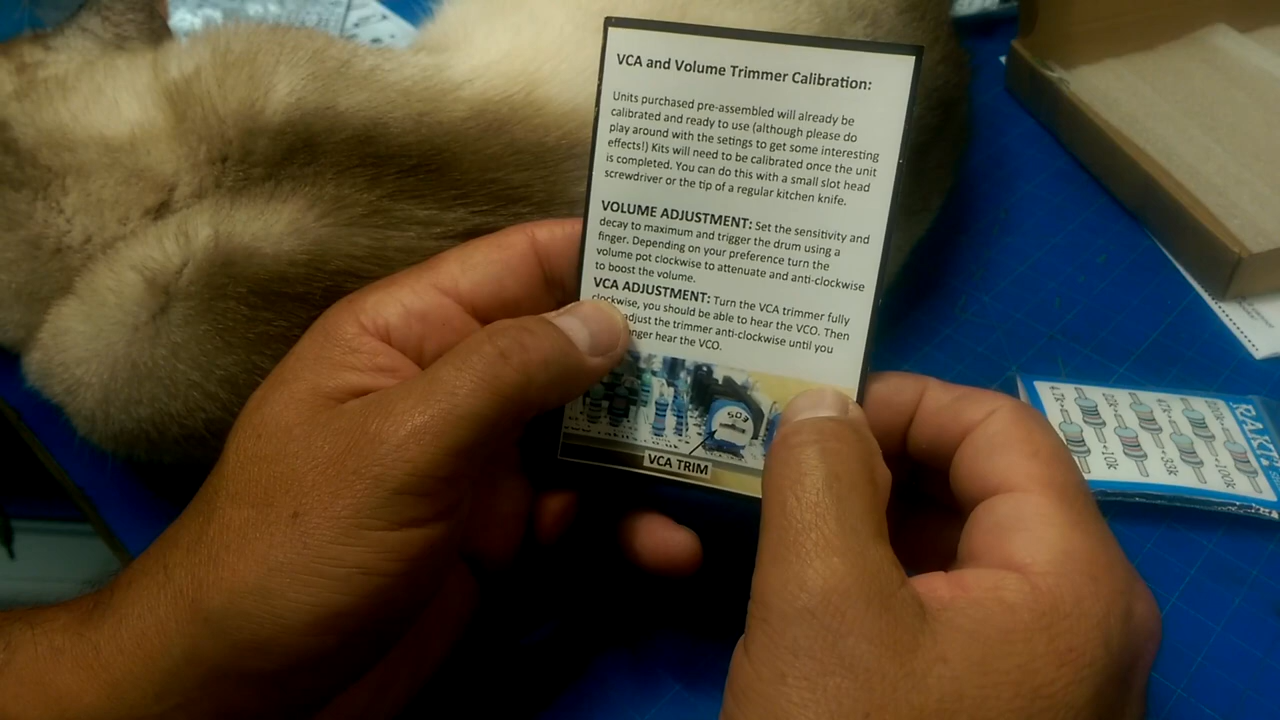 VCA and Volume Trimmer Calibration:
Units purchased pre-assembled will already be
calibrated and ready to use (although please do
play around with the setings to get some interesting
effects!) Kits will need to be calibrated once the unit
is completed. You can do this with a small slot head
screwdriver or the tip of a regular kitchen knife.
VOLUME ADJUSTMENT: Set the sensitivity and
decay to maximum and trigger the drum using a
finger. Depending on your preference turn the
volume pot clockwise to attenuate and anti-clockwise
to boost the volume.
VCA ADJUSTMENT: Turn the VCA trimmer fully
clockwise, you should be able to hear the VCO. Then
adjust the trimmer anti-clockwise until you
hear the VCO.
503
VCA TRIM
RAKIT
4.7k
10k
33k
100k